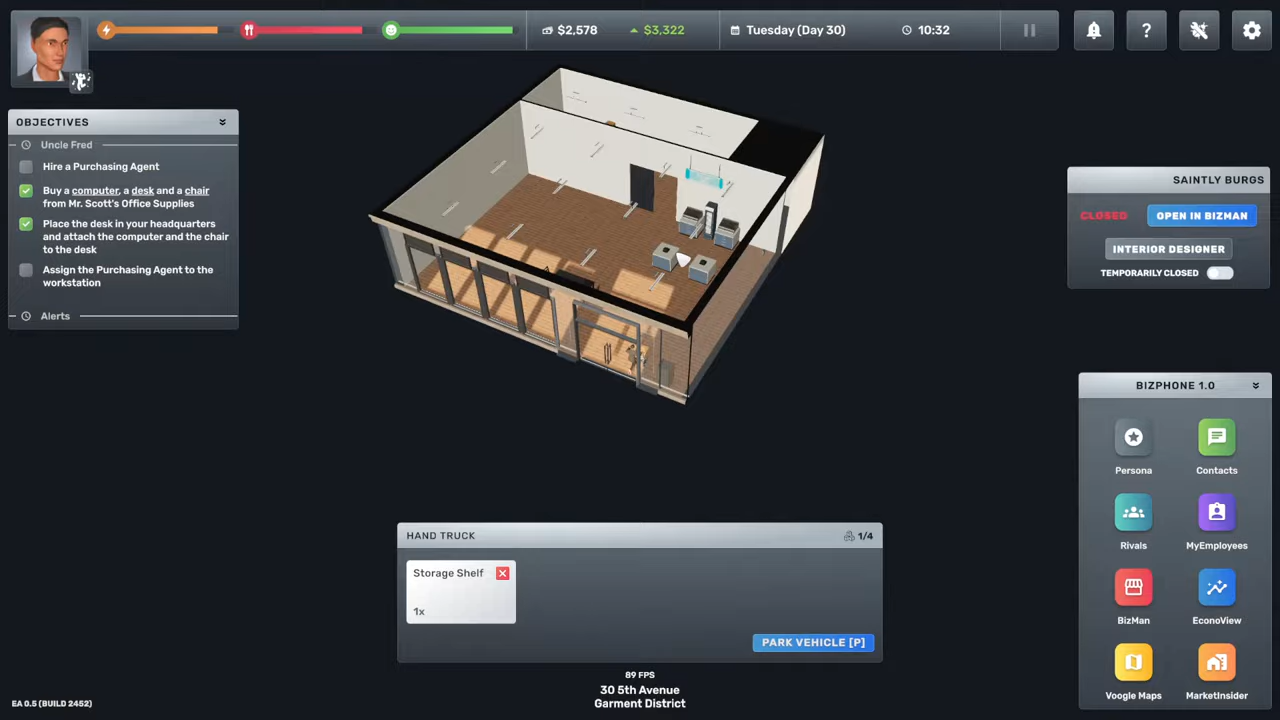 $2,578
$3,322
Tuesday (Day 30)
10:32
?
OBJECTIVES
Uncle Fred
Hire a Purchasing Agent
Buy a computer, a desk and a chair
from Mr. Scott's Office Supplies
Place the desk in your headquarters
and attach the computer and the chair
to the desk
Assign the Purchasing Agent to the
workstation
Alerts
SAINTLY BURGS
CLOSED
OPEN IN BIZMAN
INTERIOR DESIGNER
TEMPORARILY CLOSED
BIZPHONE 1.0
Persona
Contacts
Rivals
MyEmployees
BizMan
EconoView
Voogle Maps
MarketInsider
HAND TRUCK
1/4
Storage Shelf
1x
PARK VEHICLE [P]
89 FPS
30 5th Avenue
Garment District
EA 0.5 (BUILD 2452)